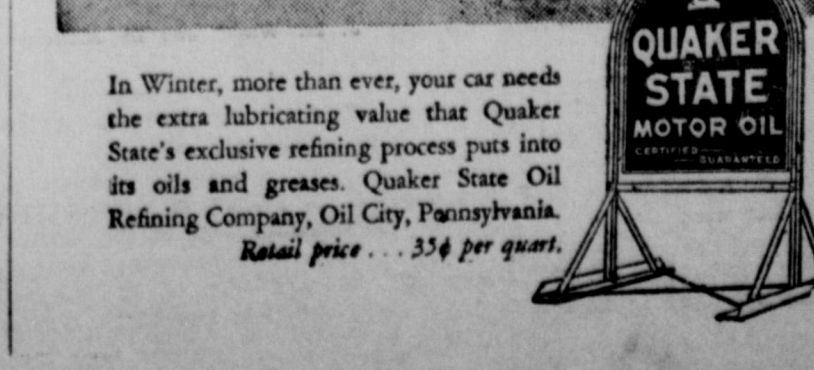 In Winter, more than ever, your car needs
the extra lubricating value that Quaker
State's exclusive refining process puts into
its oils and greases. Quaker State Oil
Refining Company, Oil City, Pennsylvania.
Retail price . . . 35¢ per quart.
QUAKER
STATE
MOTOR OIL
CERTIFIED
GUARANTEED